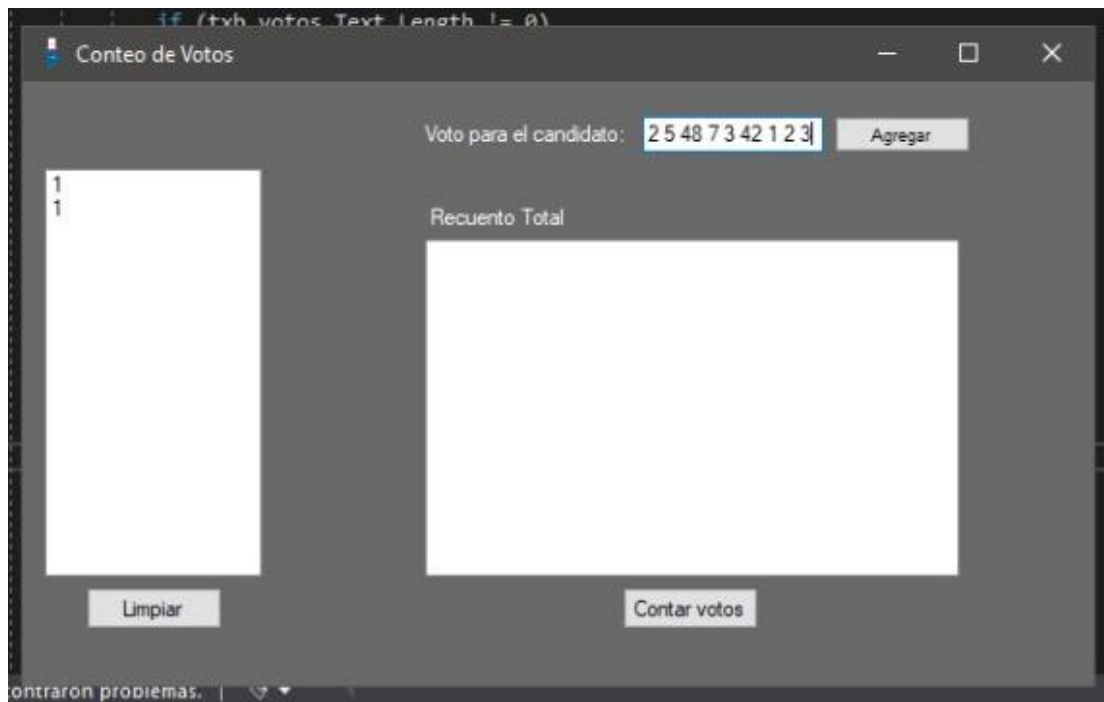 if (txb_votos.Text.Length != 0)
Conteo de Votos
Voto para el candidato: 2 5 48 7 3 42 1 2 3 Agregar
1
1
Recuento Total
Limpiar
Contar votos
contraron problemas.